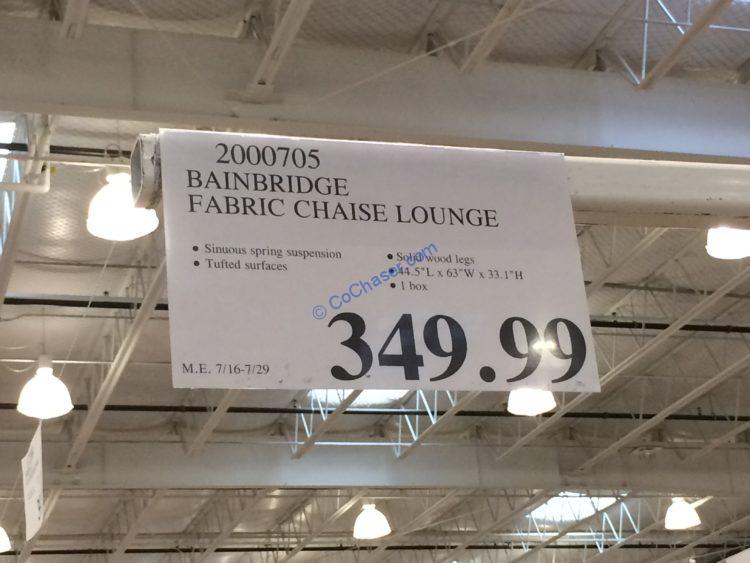 2000705
BAINBRIDGE
FABRIC CHAISE LOUNGE
• Sinuous spring suspension
• Tufted surfaces
• Solid wood legs
• 44.5"L x 63"W x 33.1"H
• 1 box
© CoChaser.com
349.99
M.E. 7/16-7/29